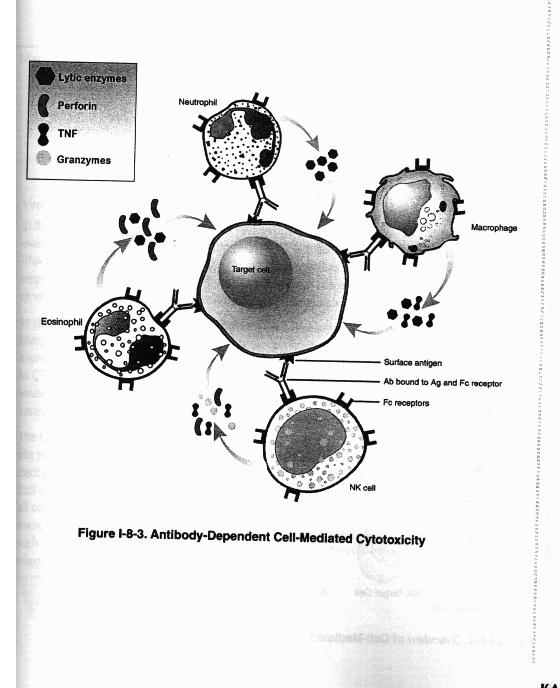 Lytic enzymes
Perforin
TNF
Granzymes
Neutrophil
Macrophage
Target cell
Eosinophil
Surface antigen
Ab bound to Ag and Fc receptor
Fc receptors
NK cell
Figure I-8-3. Antibody-Dependent Cell-Mediated Cytotoxicity